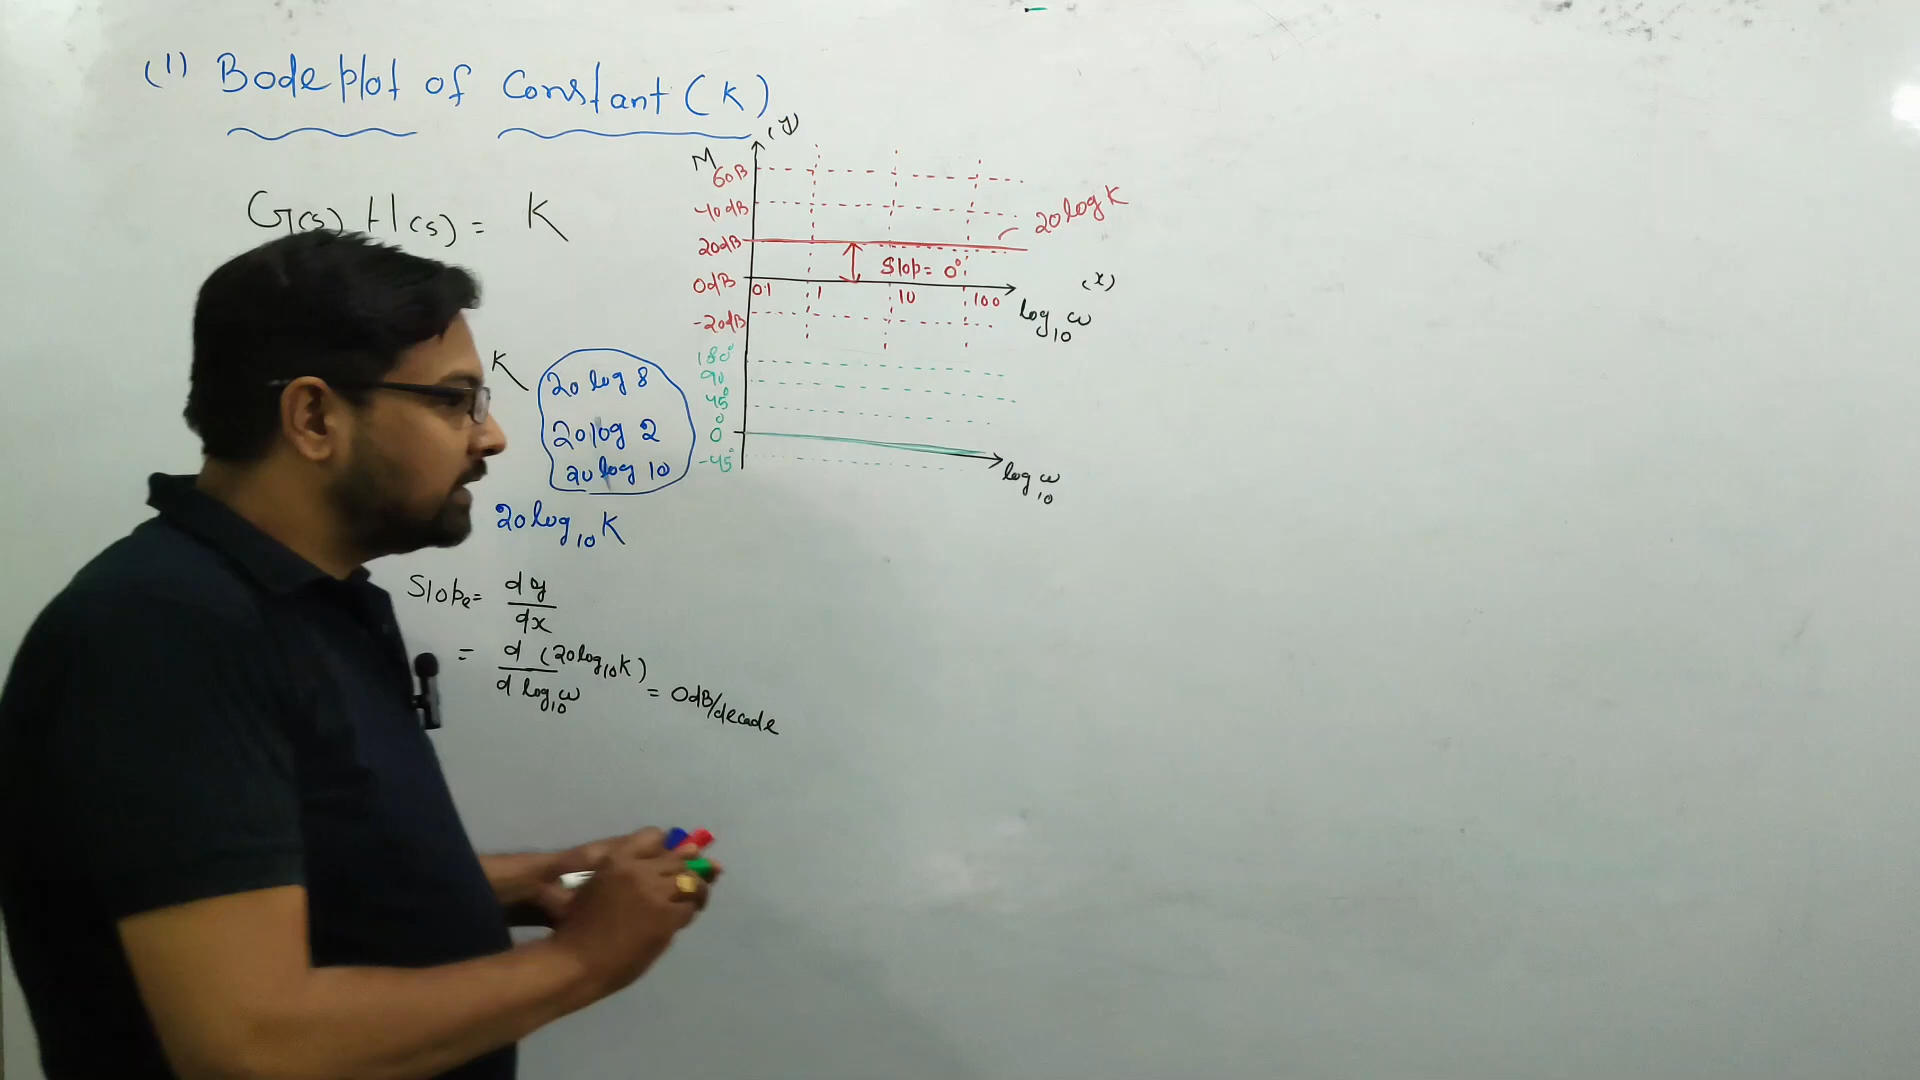 (1) Bode plot of Constant (K)
G(s) H(s) = K
K
20 log 8
20 log 2
20 log 10
20 log₁₀ K
Slope = dy/dx
= d (20 log₁₀ K) / d log₁₀ ω = 0dB/decade
(y)
M
60B
40dB
20dB
0dB
-20dB
20 log K
Slop = 0°
0.1 1 10 100
(x)
log₁₀ ω
180°
90
45°
0°
-45°
log₁₀ ω